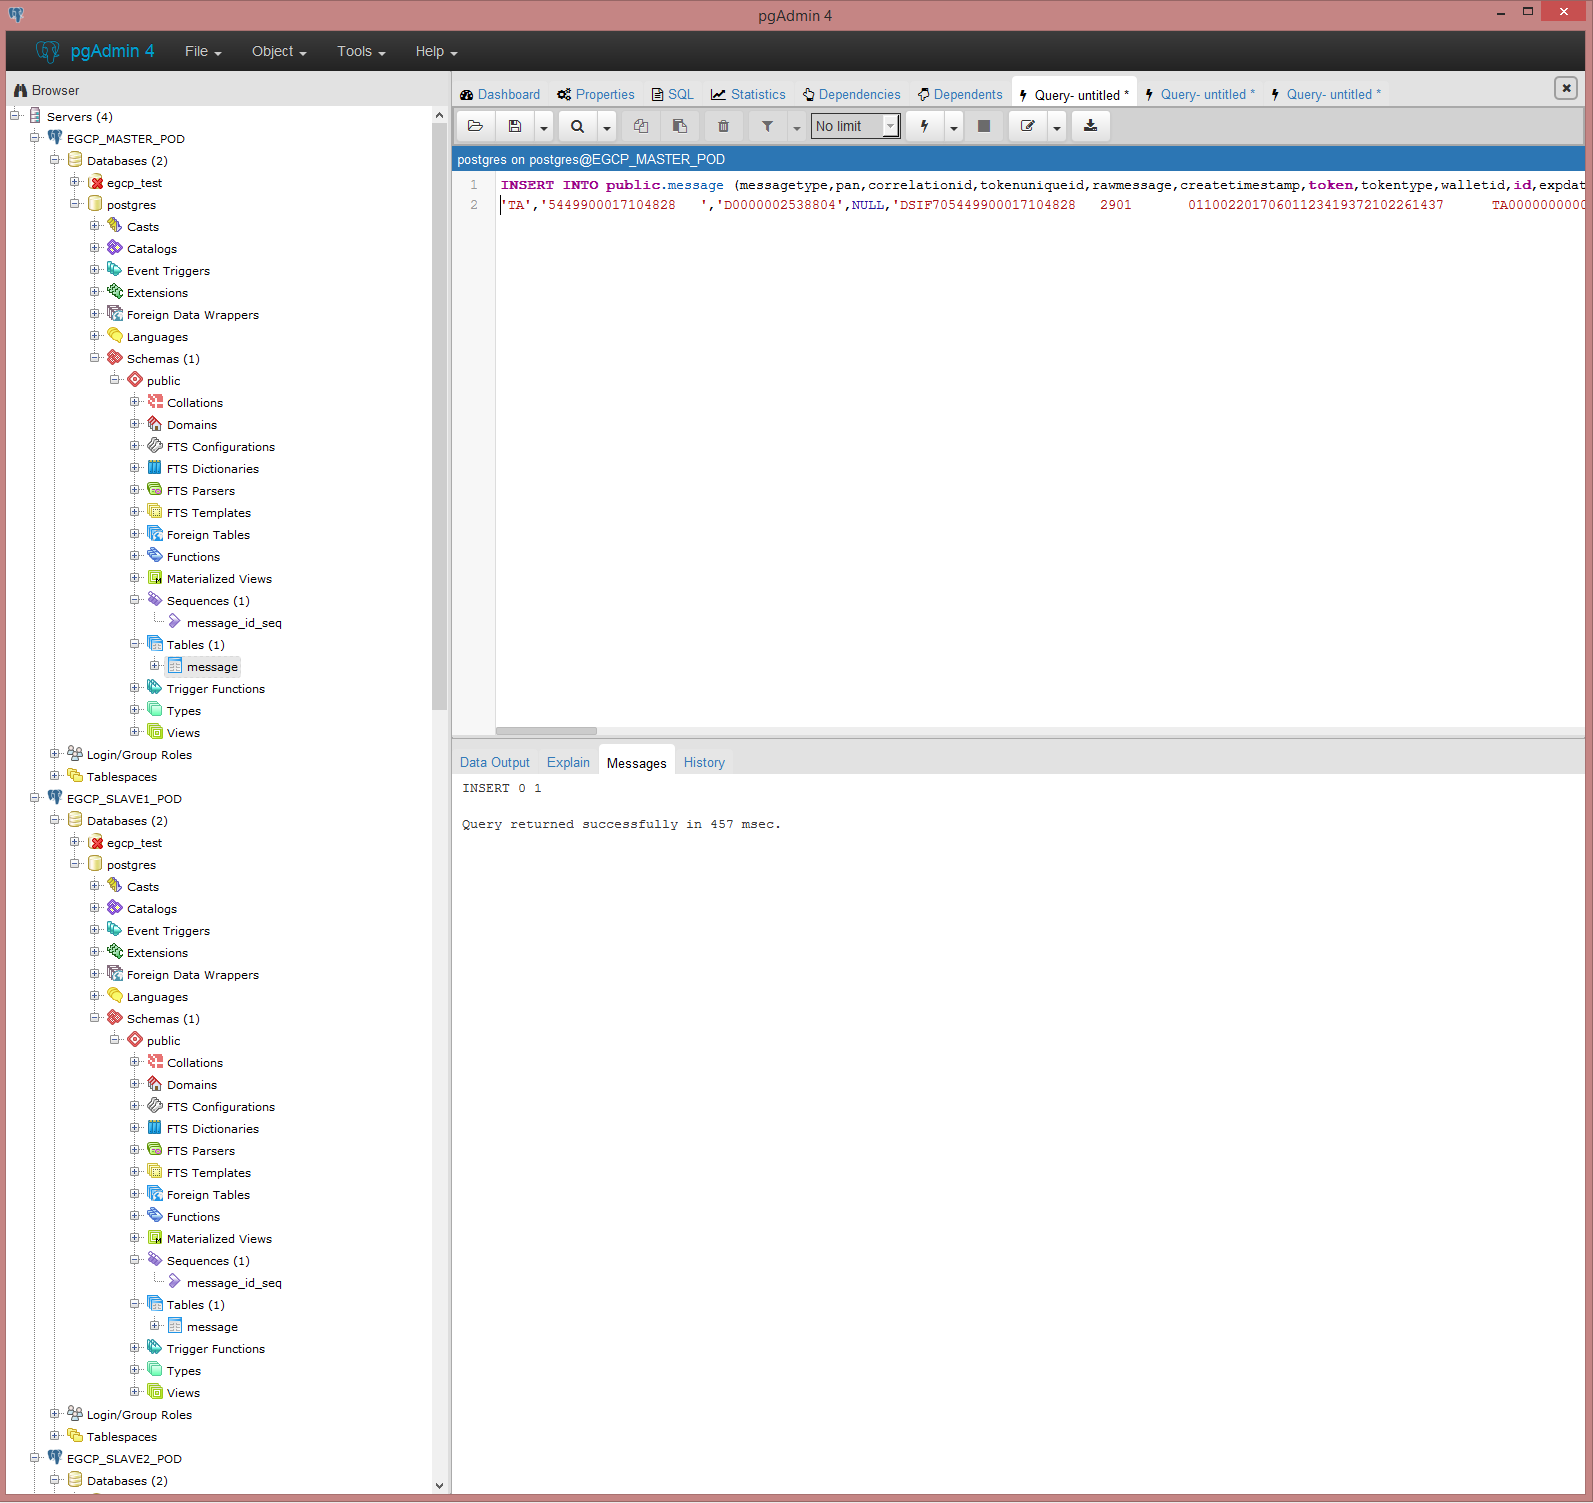 pgAdmin 4
pgAdmin 4 File Object Tools Help
Browser
Servers (4)
EGCP_MASTER_POD
Databases (2)
egcp_test
postgres
Casts
Catalogs
Event Triggers
Extensions
Foreign Data Wrappers
Languages
Schemas (1)
public
Collations
Domains
FTS Configurations
FTS Dictionaries
FTS Parsers
FTS Templates
Foreign Tables
Functions
Materialized Views
Sequences (1)
message_id_seq
Tables (1)
message
Trigger Functions
Types
Views
Login/Group Roles
Tablespaces
EGCP_SLAVE1_POD
Databases (2)
egcp_test
postgres
Casts
Catalogs
Event Triggers
Extensions
Foreign Data Wrappers
Languages
Schemas (1)
public
Collations
Domains
FTS Configurations
FTS Dictionaries
FTS Parsers
FTS Templates
Foreign Tables
Functions
Materialized Views
Sequences (1)
message_id_seq
Tables (1)
message
Trigger Functions
Types
Views
Login/Group Roles
Tablespaces
EGCP_SLAVE2_POD
Databases (2)
Dashboard Properties SQL Statistics Dependencies Dependents Query- untitled * Query- untitled * Query- untitled *
No limit
postgres on postgres@EGCP_MASTER_POD
1 INSERT INTO public.message (messagetype,pan,correlationid,tokenuniqueid,rawmessage,createtimestamp,token,tokentype,walletid,id,expdat
2 'TA','5449900017104828   ','D0000002538804',NULL,'DSIF705449900017104828   2901       0110022017060112341937210226​1437      TA0000000000
Data Output Explain Messages History
INSERT 0 1
Query returned successfully in 457 msec.